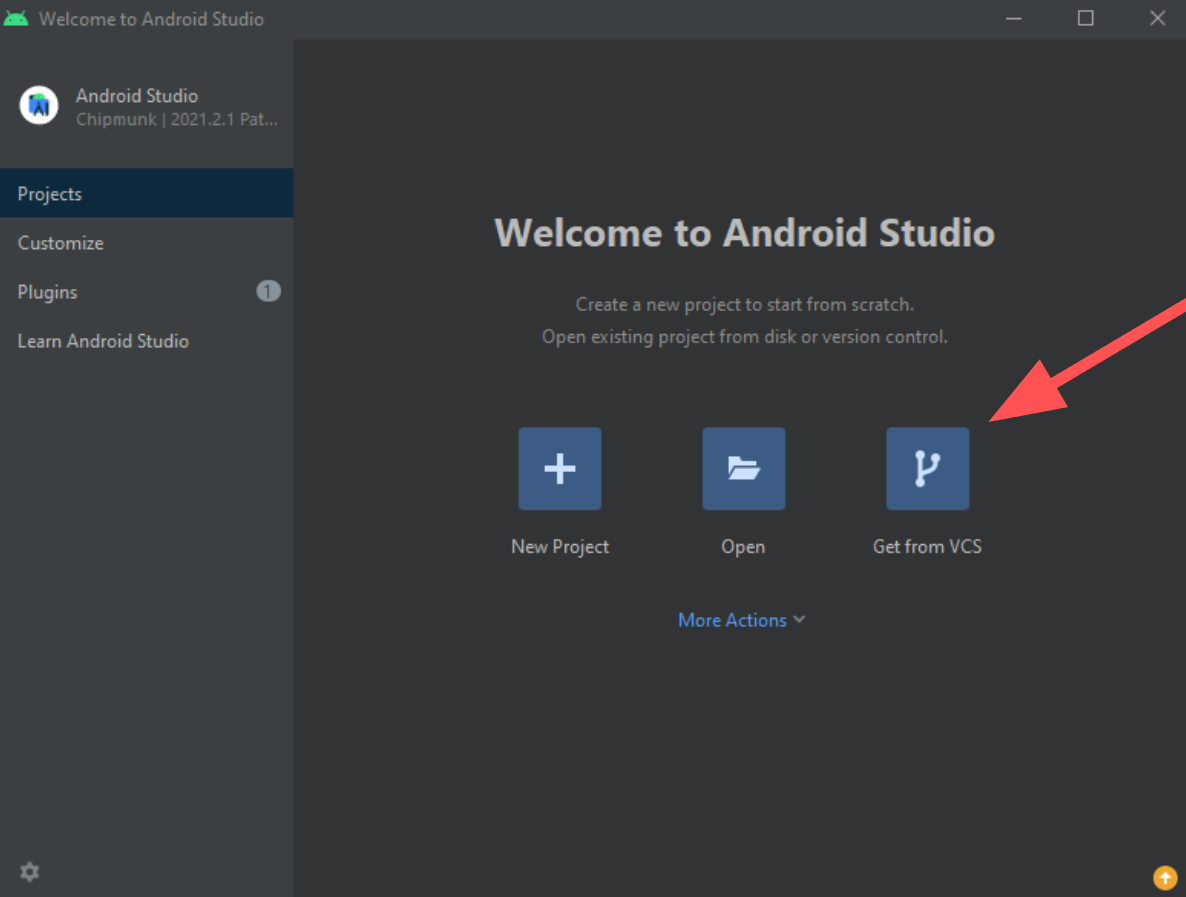 Welcome to Android Studio
Android Studio
Chipmunk | 2021.2.1 Pat...
Projects
Customize
Plugins
1
Learn Android Studio
Welcome to Android Studio
Create a new project to start from scratch.
Open existing project from disk or version control.
New Project
Open
Get from VCS
More Actions